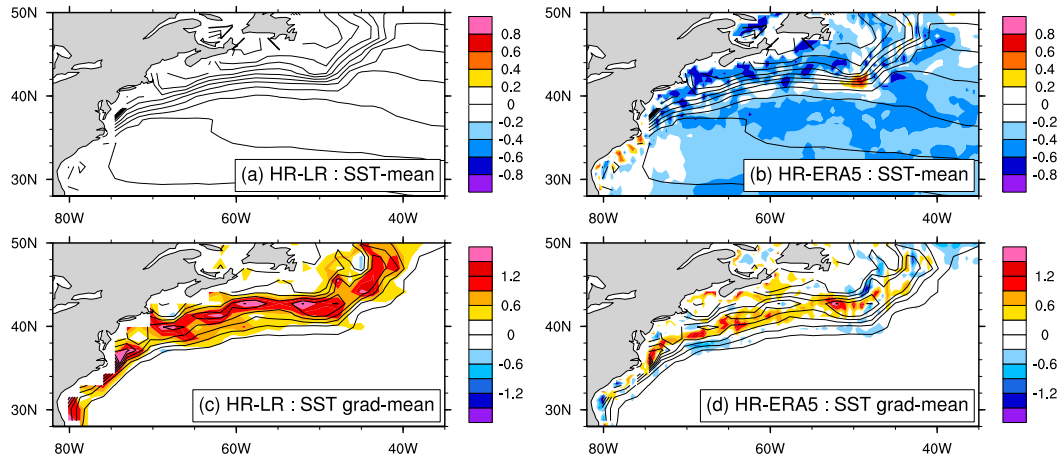 50N
40N
30N
80W 60W 40W
(a) HR-LR : SST-mean
0.8
0.4
0.2
0
-0.2
-0.4
-0.6
-0.8
50N
40N
30N
80W 60W 40W
(b) HR-ERA5 : SST-mean
0.8
0.4
0.2
0
-0.2
-0.4
-0.6
-0.8
50N
40N
30N
80W 60W 40W
(c) HR-LR : SST grad-mean
1.2
0.6
0
-0.6
-1.2
50N
40N
30N
80W 60W 40W
(d) HR-ERA5 : SST grad-mean
1.2
0.6
0
-0.6
-1.2